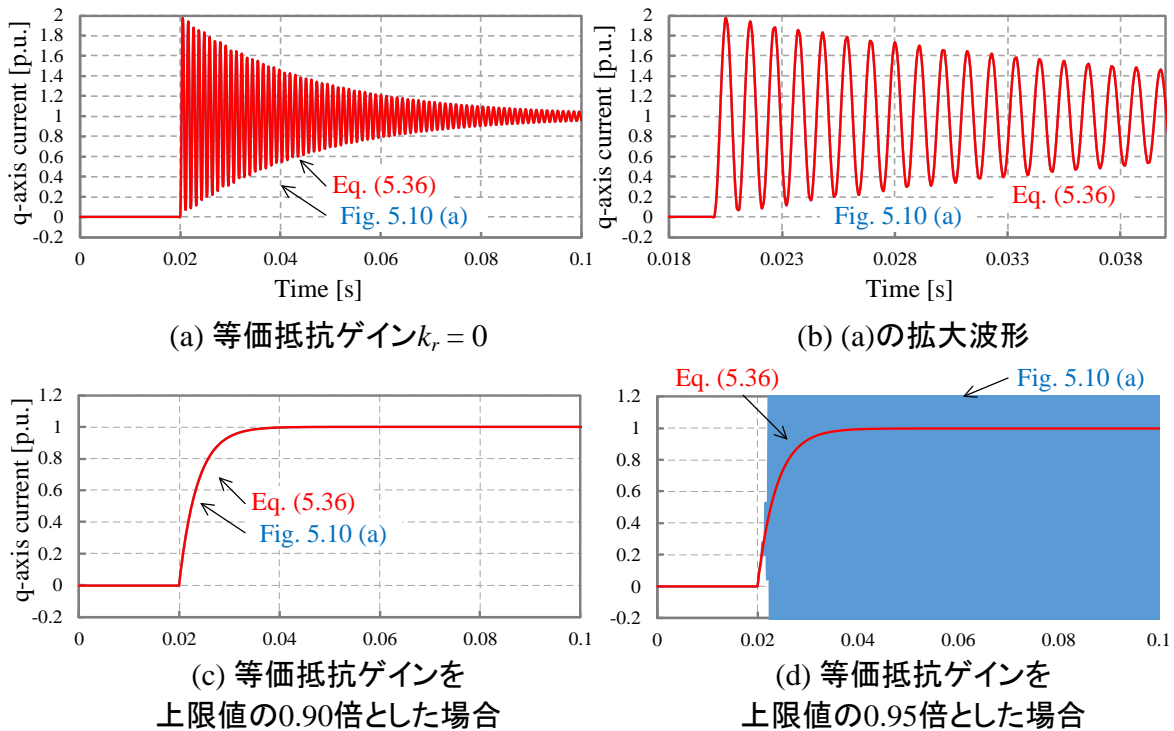 q-axis current [p.u.]
2
1.8
1.6
1.4
1.2
1
0.8
0.6
0.4
0.2
0
-0.2
0 0.02 0.04 0.06 0.08 0.1
Time [s]
Eq. (5.36)
Fig. 5.10 (a)
(a) 等価抵抗ゲインk_r = 0
q-axis current [p.u.]
2
1.8
1.6
1.4
1.2
1
0.8
0.6
0.4
0.2
0
-0.2
0.018 0.023 0.028 0.033 0.038
Time [s]
Fig. 5.10 (a)
Eq. (5.36)
(b) (a)の拡大波形
q-axis current [p.u.]
1.2
1
0.8
0.6
0.4
0.2
0
-0.2
0 0.02 0.04 0.06 0.08 0.1
Eq. (5.36)
Fig. 5.10 (a)
(c) 等価抵抗ゲインを
上限値の0.90倍とした場合
Eq. (5.36)
Fig. 5.10 (a)
1.2
1
0.8
0.6
0.4
0.2
0
-0.2
0 0.02 0.04 0.06 0.08 0.1
(d) 等価抵抗ゲインを
上限値の0.95倍とした場合